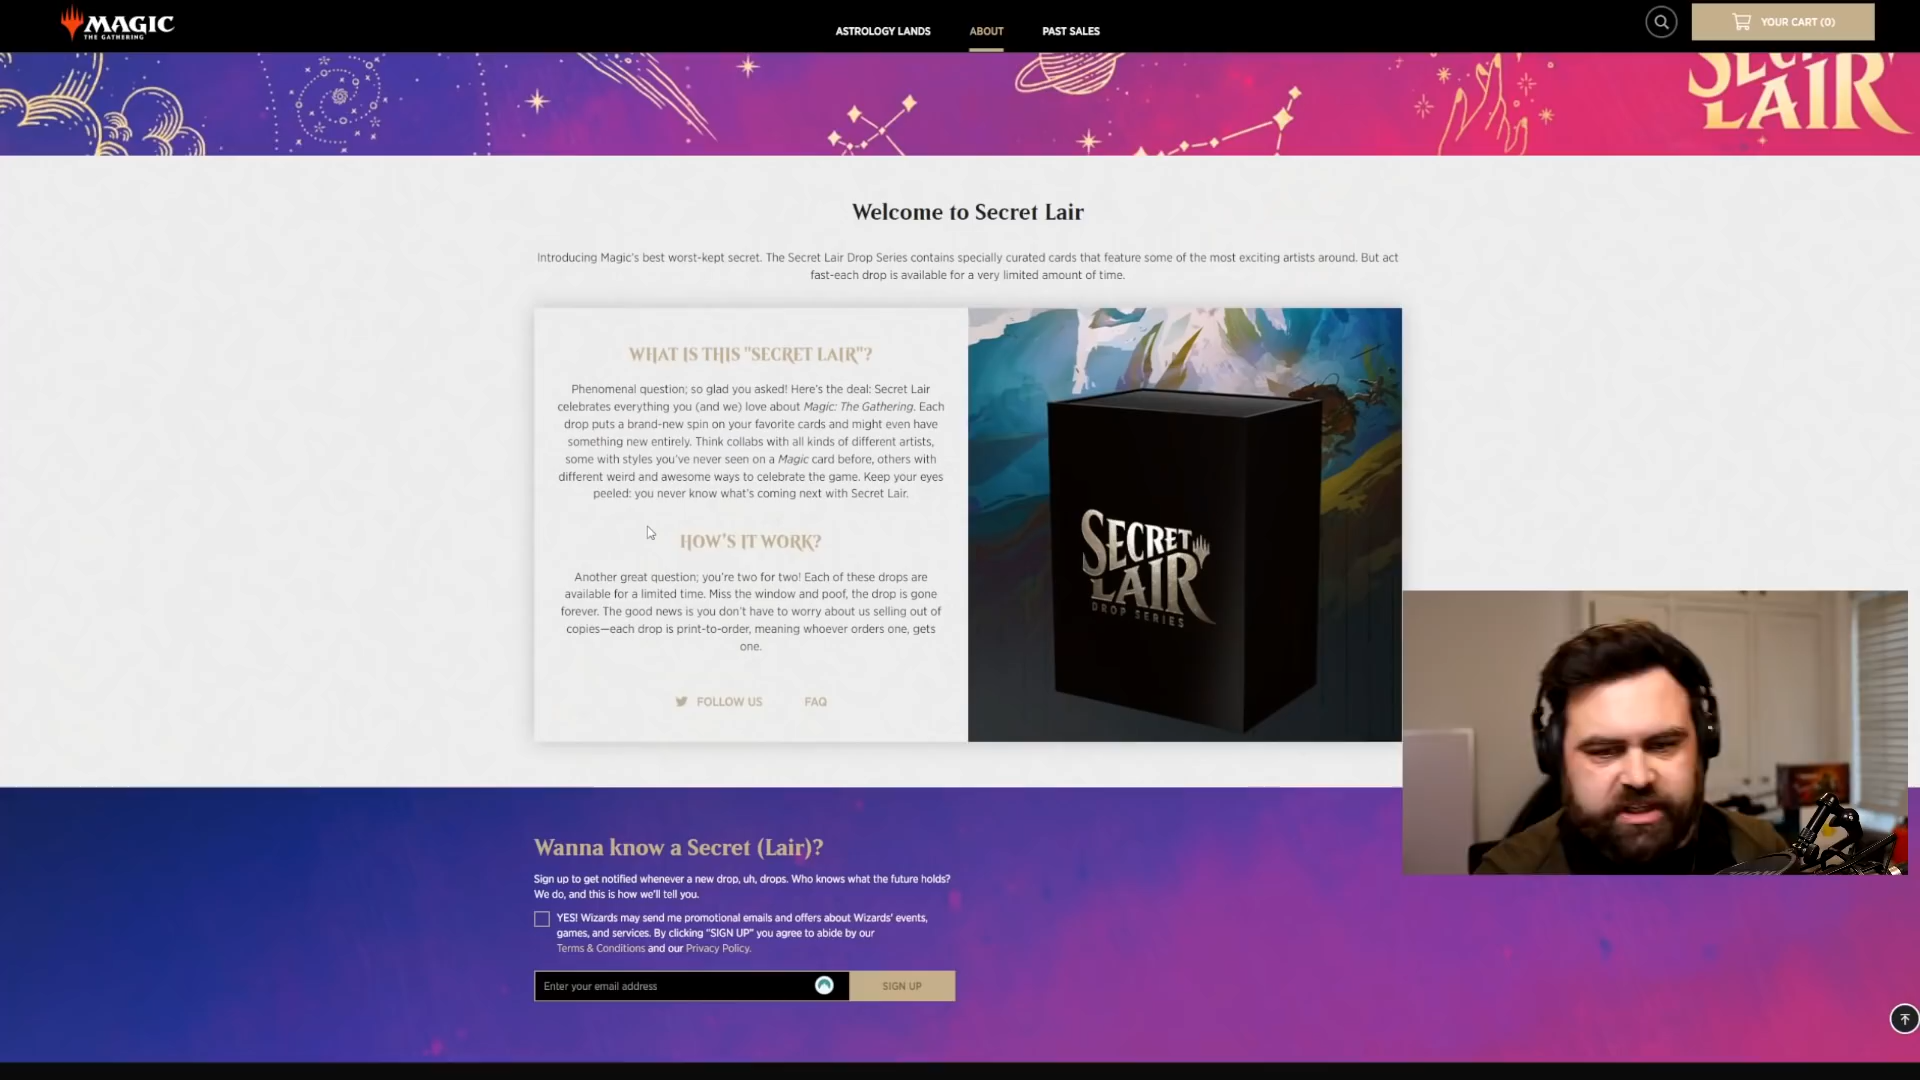 MAGIC
THE GATHERING
ASTROLOGY LANDS
ABOUT
PAST SALES
YOUR CART (0)
SECRET
LAIR
Welcome to Secret Lair
Introducing Magic's best worst-kept secret. The Secret Lair Drop Series contains specially curated cards that feature some of the most exciting artists around. But act
fast-each drop is available for a very limited amount of time.
WHAT IS THIS "SECRET LAIR"?
Phenomenal question; so glad you asked! Here's the deal: Secret Lair
celebrates everything you (and we) love about Magic: The Gathering. Each
drop puts a brand-new spin on your favorite cards and might even have
something new entirely. Think collabs with all kinds of different artists,
some with styles you've never seen on a Magic card before, others with
different weird and awesome ways to celebrate the game. Keep your eyes
peeled: you never know what's coming next with Secret Lair.
HOW'S IT WORK?
Another great question; you're two for two! Each of these drops are
available for a limited time. Miss the window and poof, the drop is gone
forever. The good news is you don't have to worry about us selling out of
copies—each drop is print-to-order, meaning whoever orders one, gets
one.
FOLLOW US
FAQ
SECRET
LAIR
DROP SERIES
Wanna know a Secret (Lair)?
Sign up to get notified whenever a new drop, uh, drops. Who knows what the future holds?
We do, and this is how we'll tell you.
YES! Wizards may send me promotional emails and offers about Wizards' events,
games, and services. By clicking "SIGN UP" you agree to abide by our
Terms & Conditions and our Privacy Policy.
Enter your email address
SIGN UP